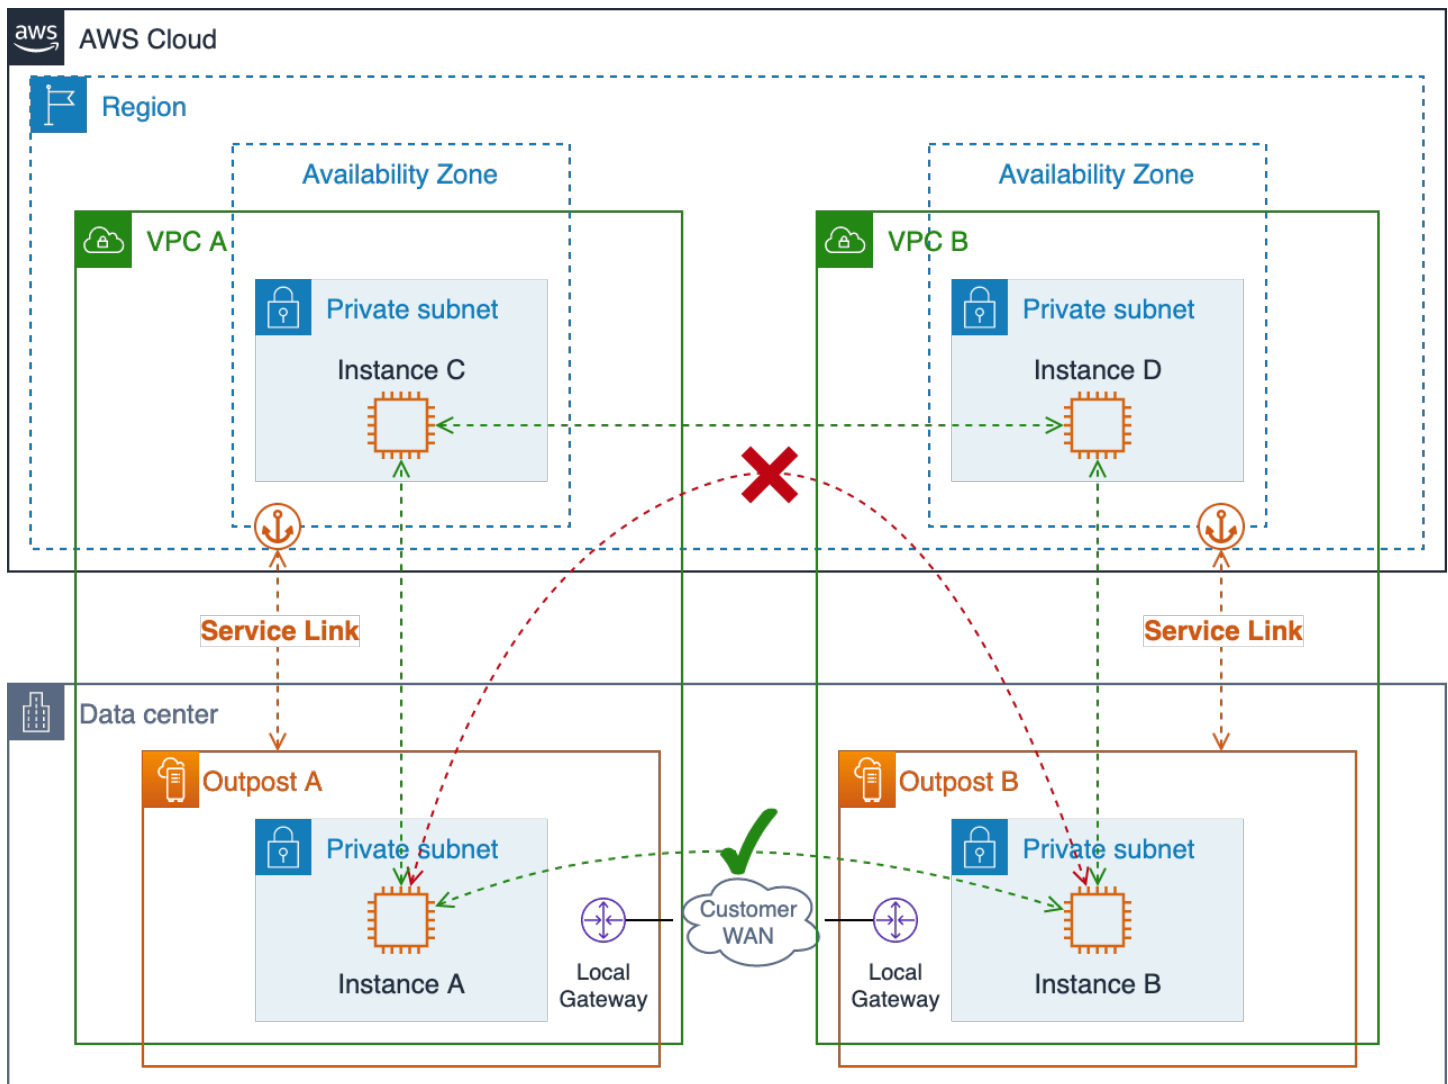 aws
AWS Cloud
Region
Availability Zone
Availability Zone
VPC A
VPC B
Private subnet
Private subnet
Instance C
Instance D
Service Link
Service Link
Data center
Outpost A
Outpost B
Private subnet
Private subnet
Customer
WAN
Local
Gateway
Local
Gateway
Instance A
Instance B